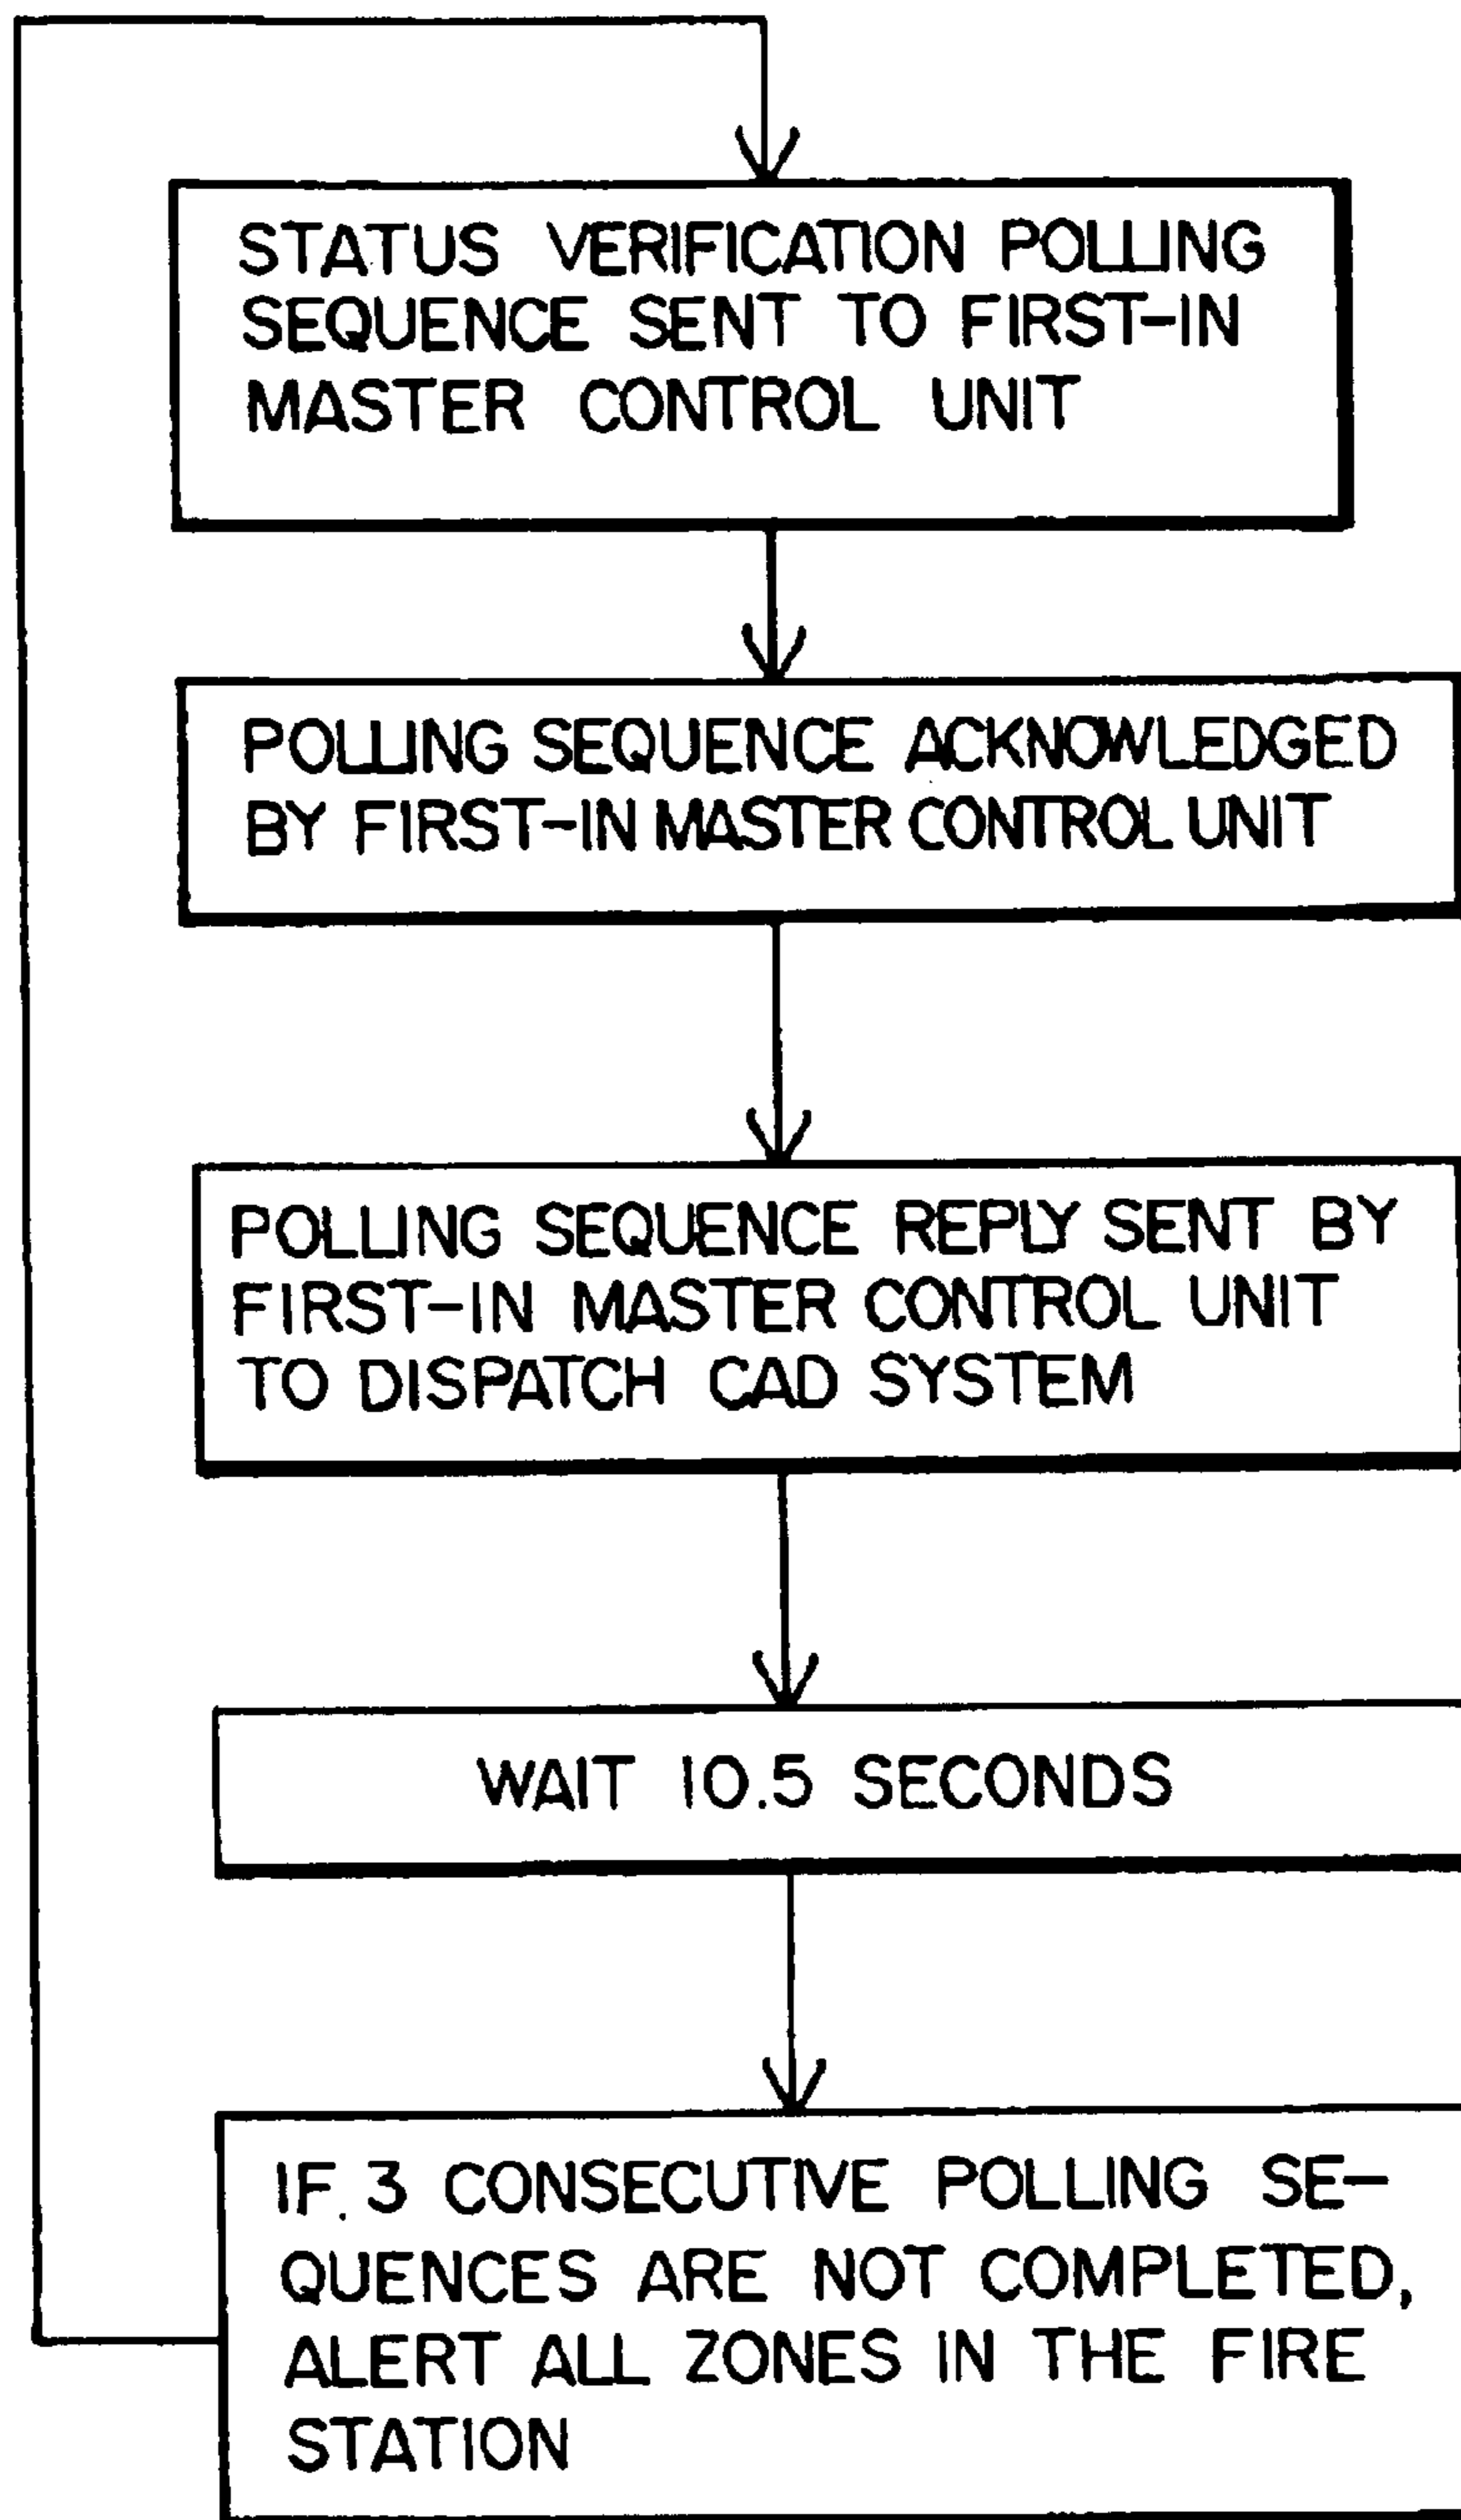 STATUS VERIFICATION POLLING
SEQUENCE SENT TO FIRST-IN
MASTER CONTROL UNIT
POLLING SEQUENCE ACKNOWLEDGED
BY FIRST-IN MASTER CONTROL UNIT
POLLING SEQUENCE REPLY SENT BY
FIRST-IN MASTER CONTROL UNIT
TO DISPATCH CAD SYSTEM
WAIT 10.5 SECONDS
IF. 3 CONSECUTIVE POLLING SE-
QUENCES ARE NOT COMPLETED,
ALERT ALL ZONES IN THE FIRE
STATION